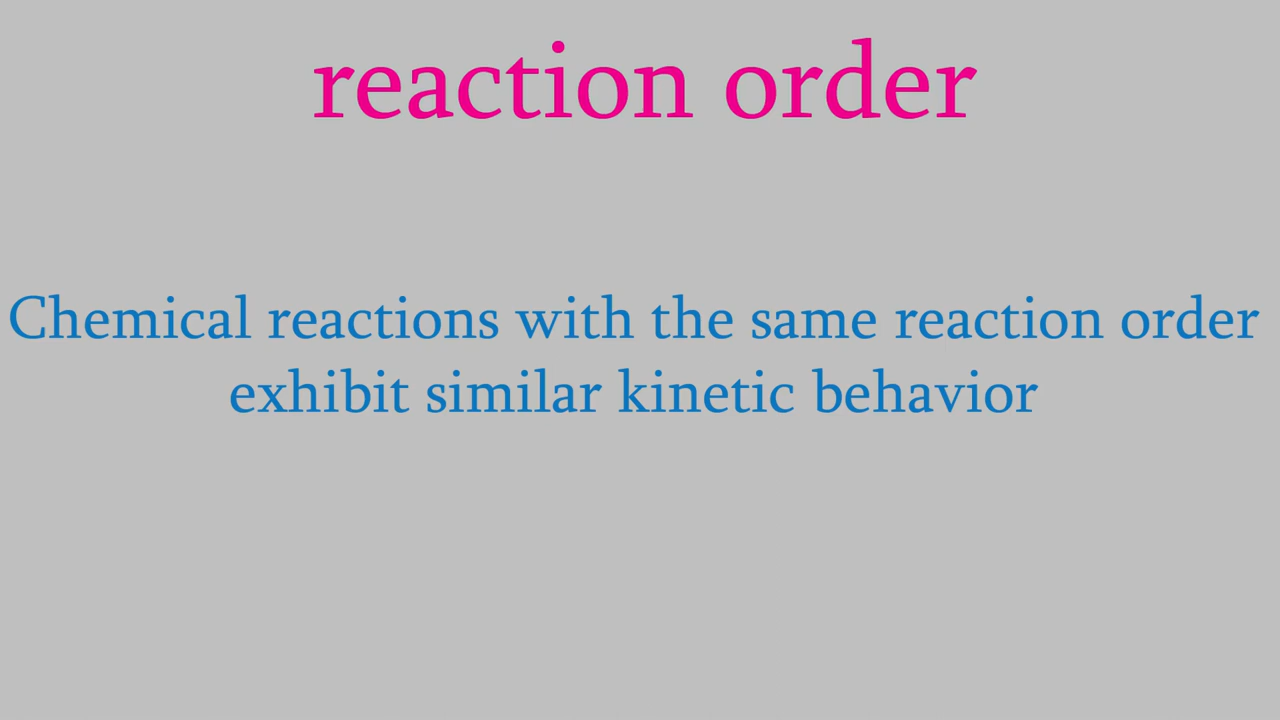 reaction order
Chemical reactions with the same reaction order
exhibit similar kinetic behavior